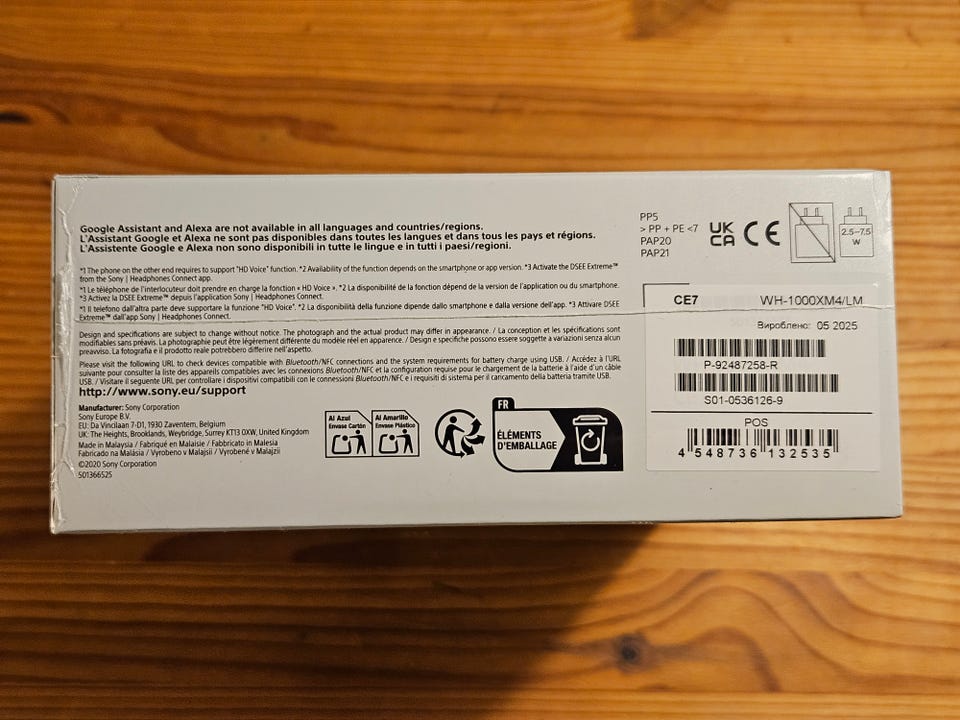 Google Assistant and Alexa are not available in all languages and countries/regions.
L'Assistant Google et Alexa ne sont pas disponibles dans toutes les langues et dans tous les pays et régions.
L'Assistente Google e Alexa non sono disponibili in tutte le lingue e in tutti i paesi/regioni.
*1 The phone on the other end requires to support "HD Voice" function. *2 Availability of the function depends on the smartphone or app version. *3 Activate the DSEE Extreme™
from the Sony | Headphones Connect app.
*1 Le téléphone de l'interlocuteur doit prendre en charge la fonction « HD Voice ». *2 La disponibilité de la fonction dépend de la version de l'application ou du smartphone.
*3 Activez la DSEE Extreme™ depuis l'application Sony | Headphones Connect.
*1 Il telefono dall'altra parte deve supportare la funzione "HD Voice". *2 La disponibilità della funzione dipende dallo smartphone e dalla versione dell'app. *3 Attivare DSEE
Extreme™ dall'app Sony | Headphones Connect.
Design and specifications are subject to change without notice. The photograph and the actual product may differ in appearance. / La conception et les spécifications sont
modifiables sans préavis. La photographie peut être légèrement différente du modèle réel en apparence. / Design e specifiche possono essere soggette a variazioni senza alcun
preavviso. La fotografia e il prodotto reale potrebbero differire nell'aspetto.
Please visit the following URL to check devices compatible with Bluetooth/NFC connections and the system requirements for battery charge using USB. / Accédez à l'URL
suivante pour consulter la liste des appareils compatibles avec les connexions Bluetooth/NFC et la configuration requise pour le chargement de la batterie à l'aide d'un câble
USB. / Visitare il seguente URL per controllare i dispositivi compatibili con le connessioni Bluetooth/NFC e i requisiti di sistema per il caricamento della batteria tramite USB.
http://www.sony.eu/support
Manufacturer: Sony Corporation
Sony Europe B.V.
EU: Da Vincilaan 7-D1, 1930 Zaventem, Belgium
UK: The Heights, Brooklands, Weybridge, Surrey KT13 0XW, United Kingdom
Made in Malaysia / Fabriqué en Malaisie / Fabbricato in Malesia
Fabricado na Malásia / Vyrobeno v Malajsii / Vyrobené v Malajzii
©2020 Sony Corporation
501366525
Al Azul
Envase Cartón
Al Amarillo
Envase Plástico
FR
ÉLÉMENTS
D'EMBALLAGE
PP5
> PP + PE <7
PAP20
PAP21
UK
CA
CE
2.5–7.5
W
CE7
WH-1000XM4/LM
Вироблено: 05 2025
P-92487258-R
S01-0536126-9
POS
4 548736 132535